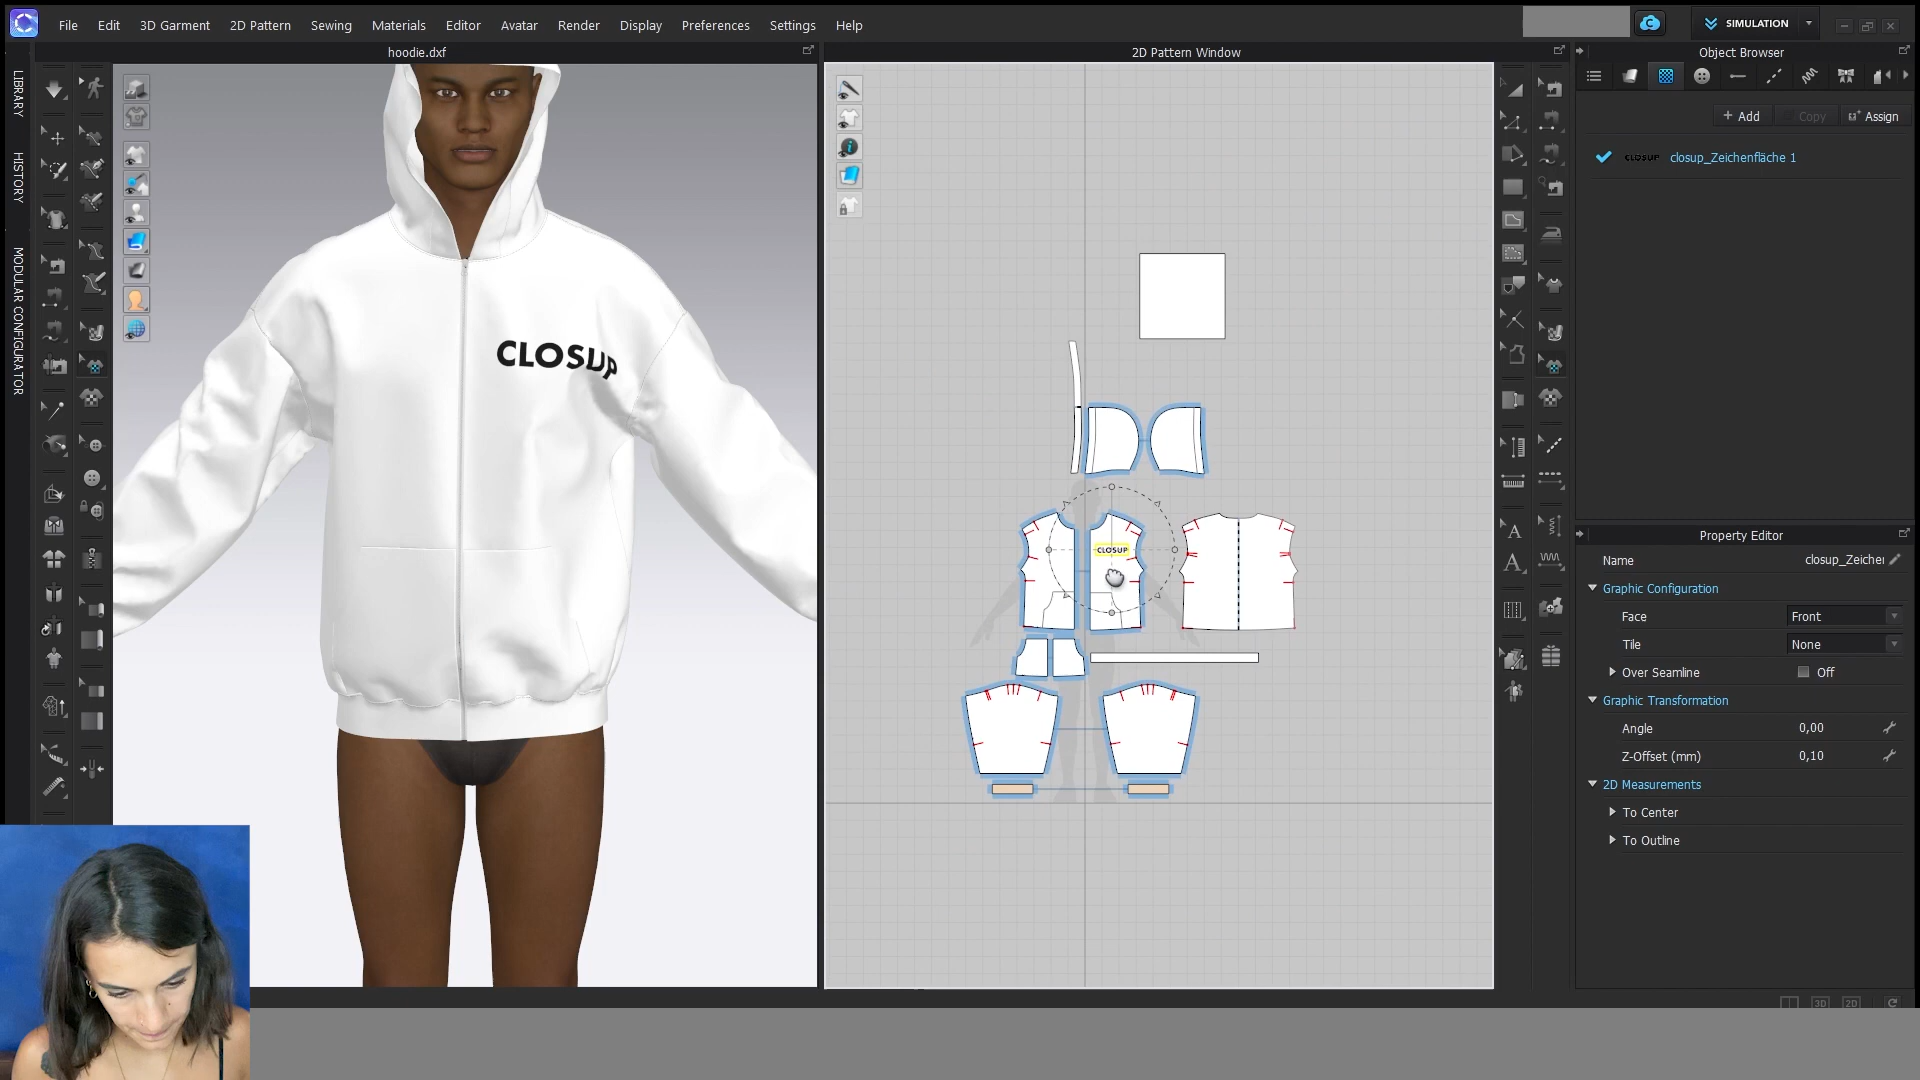 File Edit 3D Garment 2D Pattern Sewing Materials Editor Avatar Render Display Preferences Settings Help
SIMULATION
hoodie.dxf
2D Pattern Window
Object Browser
LIBRARY
HISTORY
MODULAR CONFIGURATOR
+ Add
Copy
Assign
CLOSUP
closup_Zeichenfläche 1
CLOSUP
CLOSUP
Property Editor
Name closup_Zeicher
Graphic Configuration
Face Front
Tile None
Over Seamline Off
Graphic Transformation
Angle 0,00
Z-Offset (mm) 0,10
2D Measurements
To Center
To Outline
3D
2D